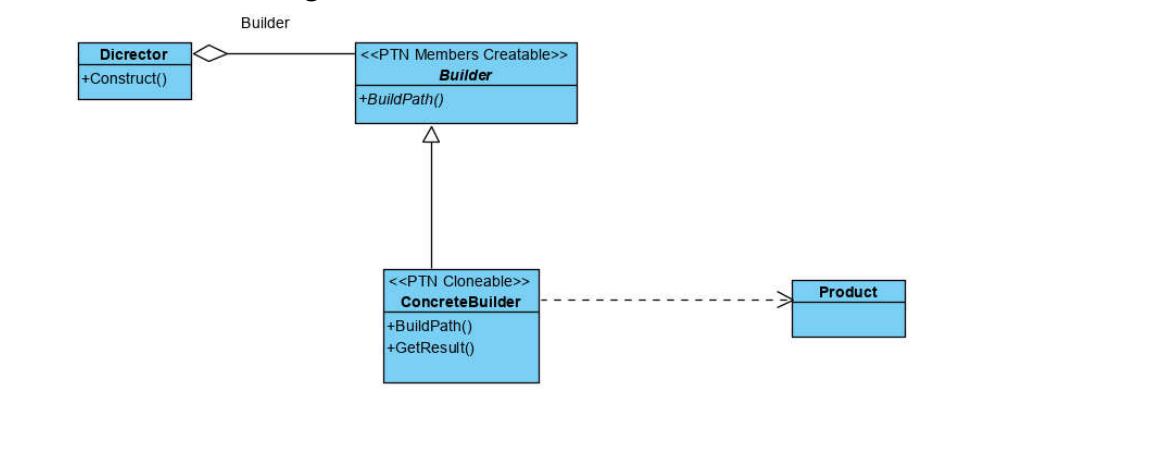 Builder
Dicrector
+Construct()
<<PTN Members Creatable>>
Builder
+BuildPath()
<<PTN Cloneable>>
ConcreteBuilder
+BuildPath()
+GetResult()
Product